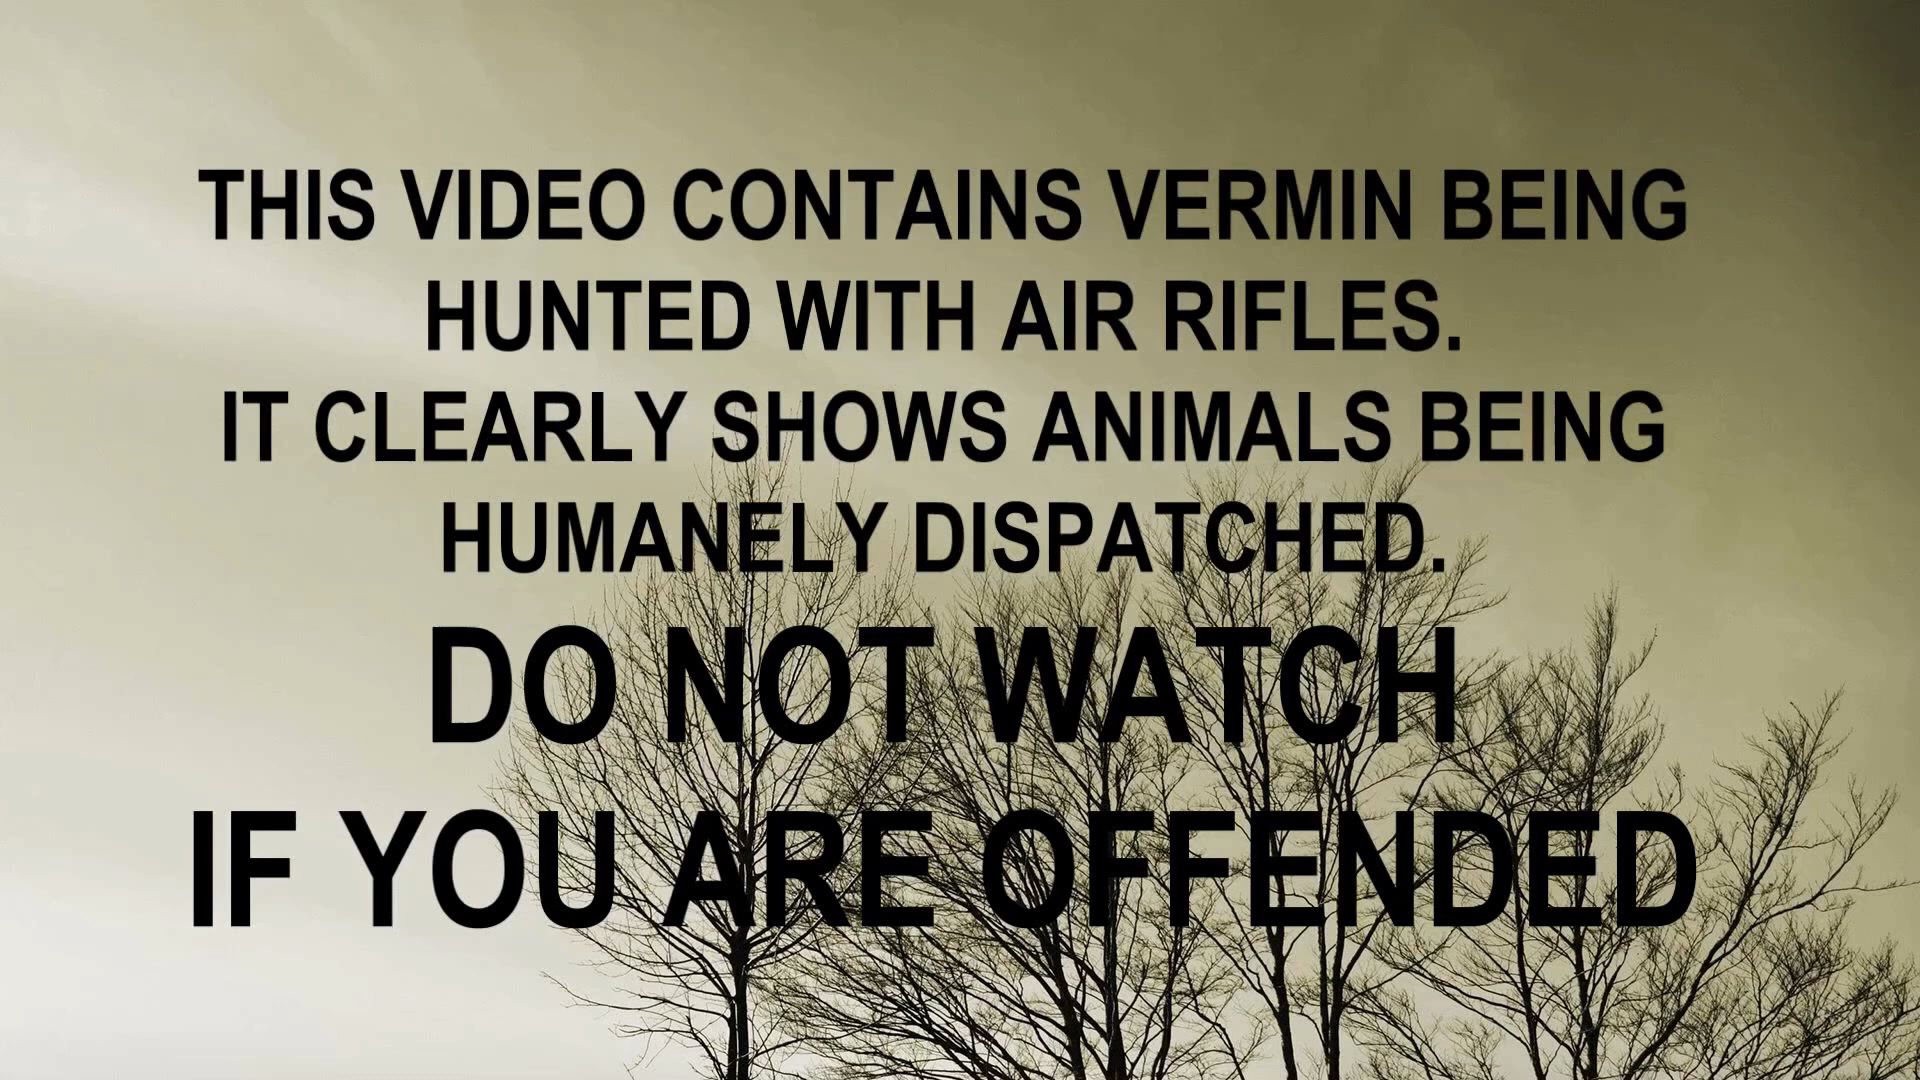 THIS VIDEO CONTAINS VERMIN BEING
HUNTED WITH AIR RIFLES.
IT CLEARLY SHOWS ANIMALS BEING
HUMANELY DISPATCHED.
DO NOT WATCH
IF YOU ARE OFFENDED